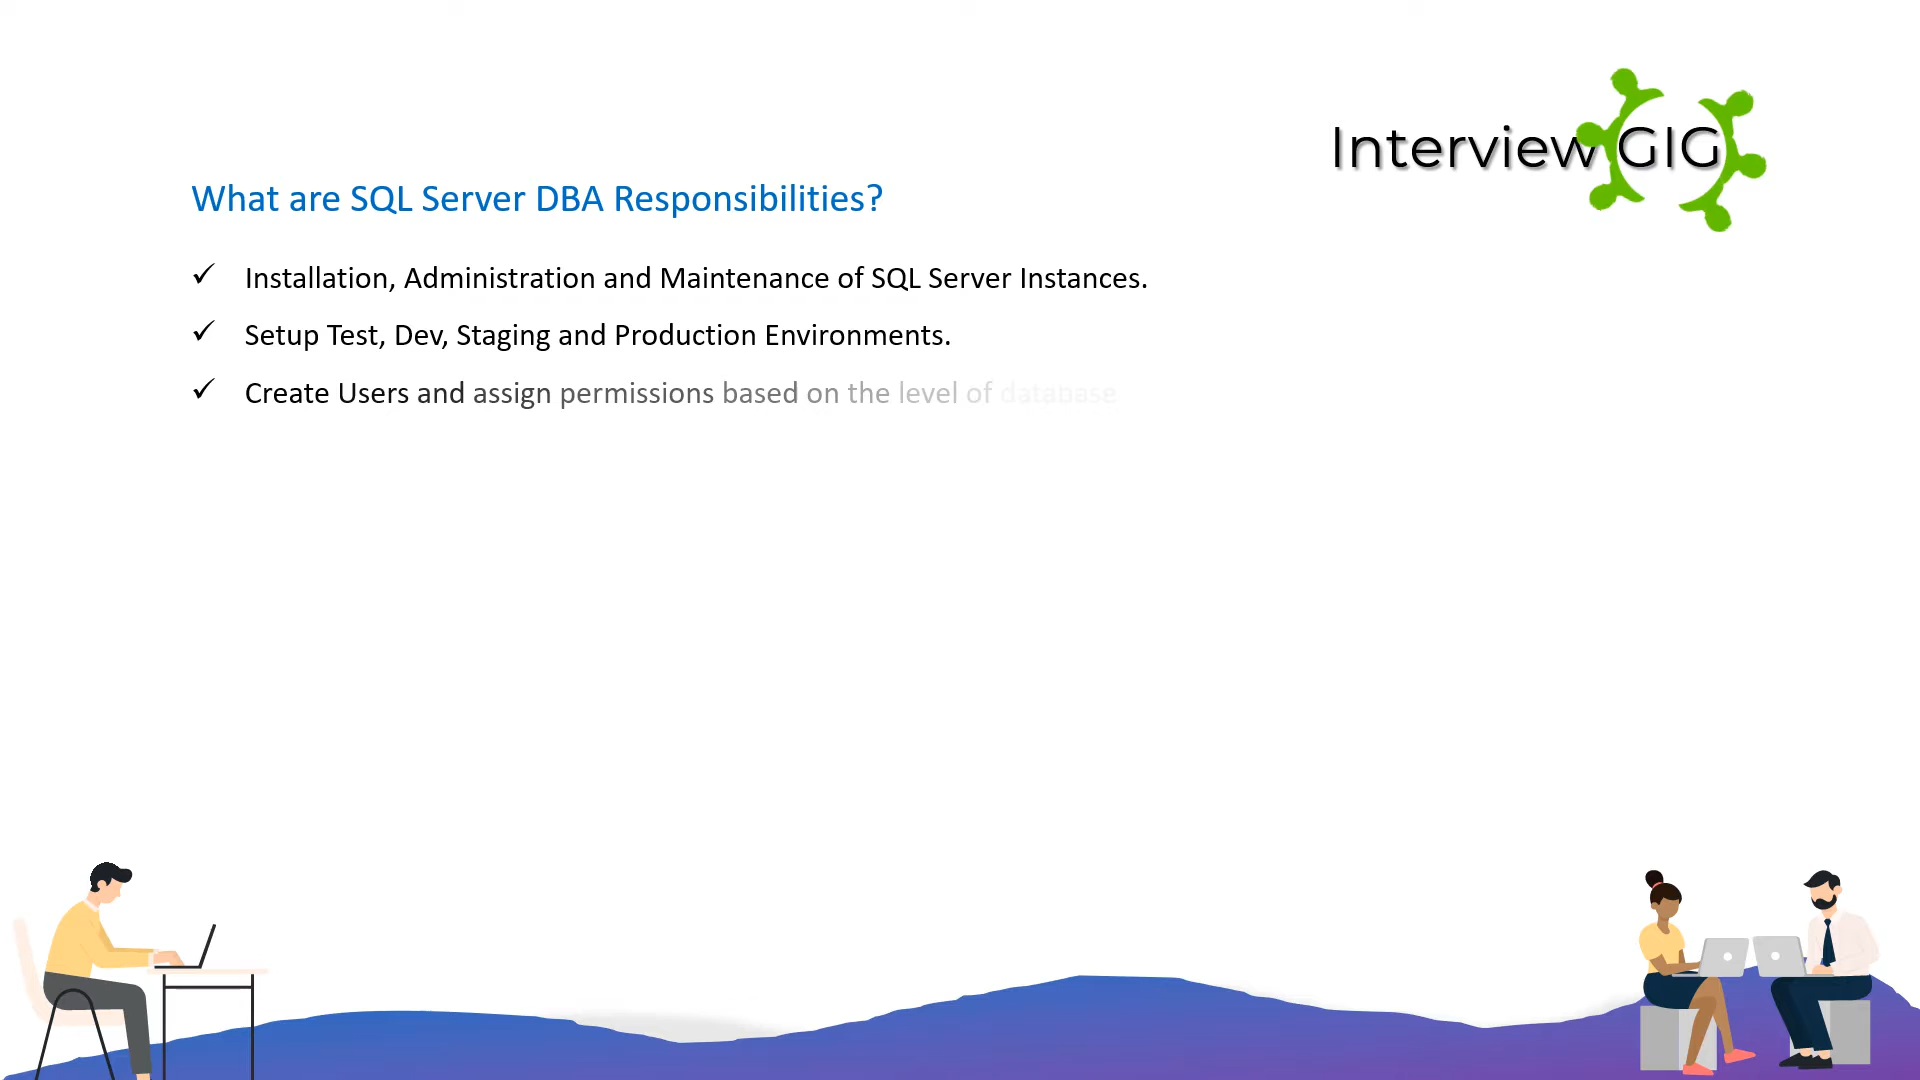 Interview GIG
What are SQL Server DBA Responsibilities?
✓ Installation, Administration and Maintenance of SQL Server Instances.
✓ Setup Test, Dev, Staging and Production Environments.
✓ Create Users and assign permissions based on the level of database